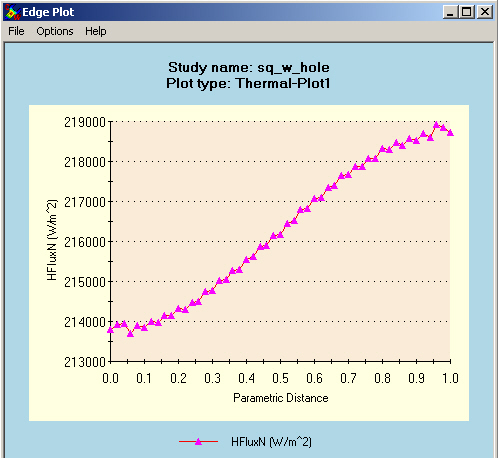 Edge Plot
File Options Help
Study name: sq_w_hole
Plot type: Thermal-Plot1
219000
218000
217000
216000
215000
214000
213000
HFluxN (W/m^2)
0.0 0.1 0.2 0.3 0.4 0.5 0.6 0.7 0.8 0.9 1.0
Parametric Distance
HFluxN (W/m^2)